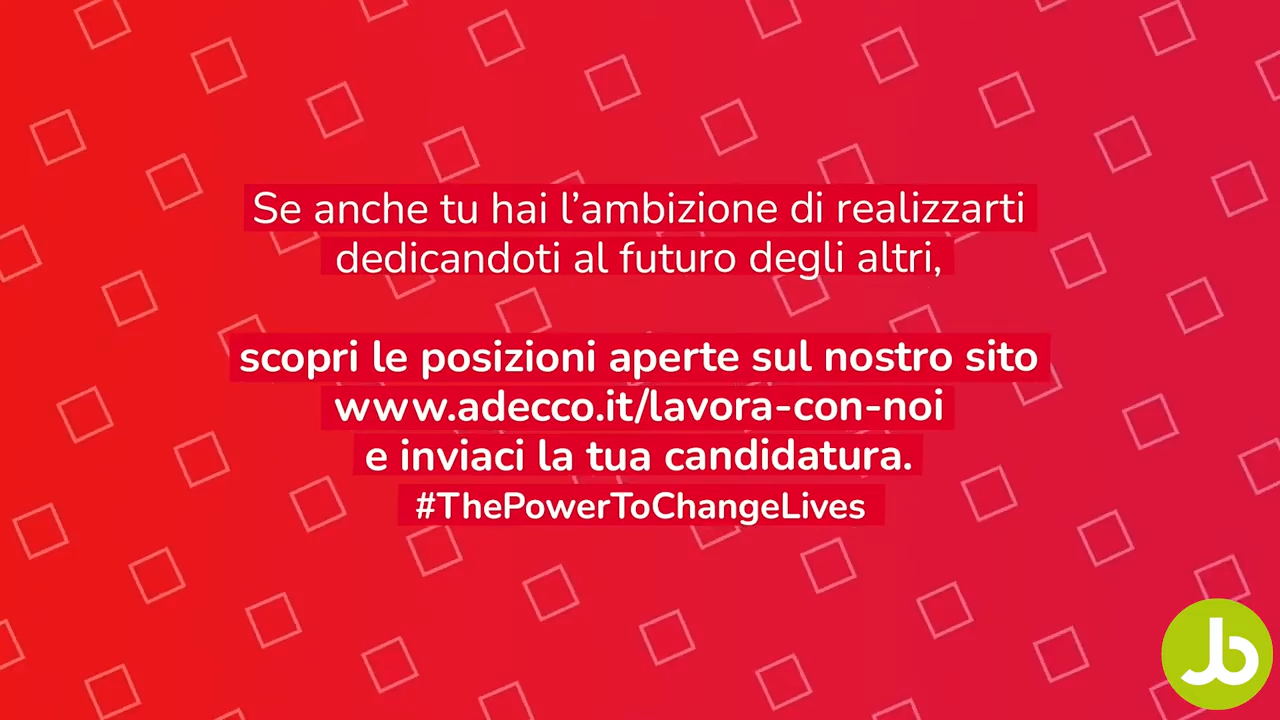 Se anche tu hai l’ambizione di realizzarti
dedicandoti al futuro degli altri,
scopri le posizioni aperte sul nostro sito
www.adecco.it/lavora-con-noi
e inviaci la tua candidatura.
#ThePowerToChangeLives
Jb